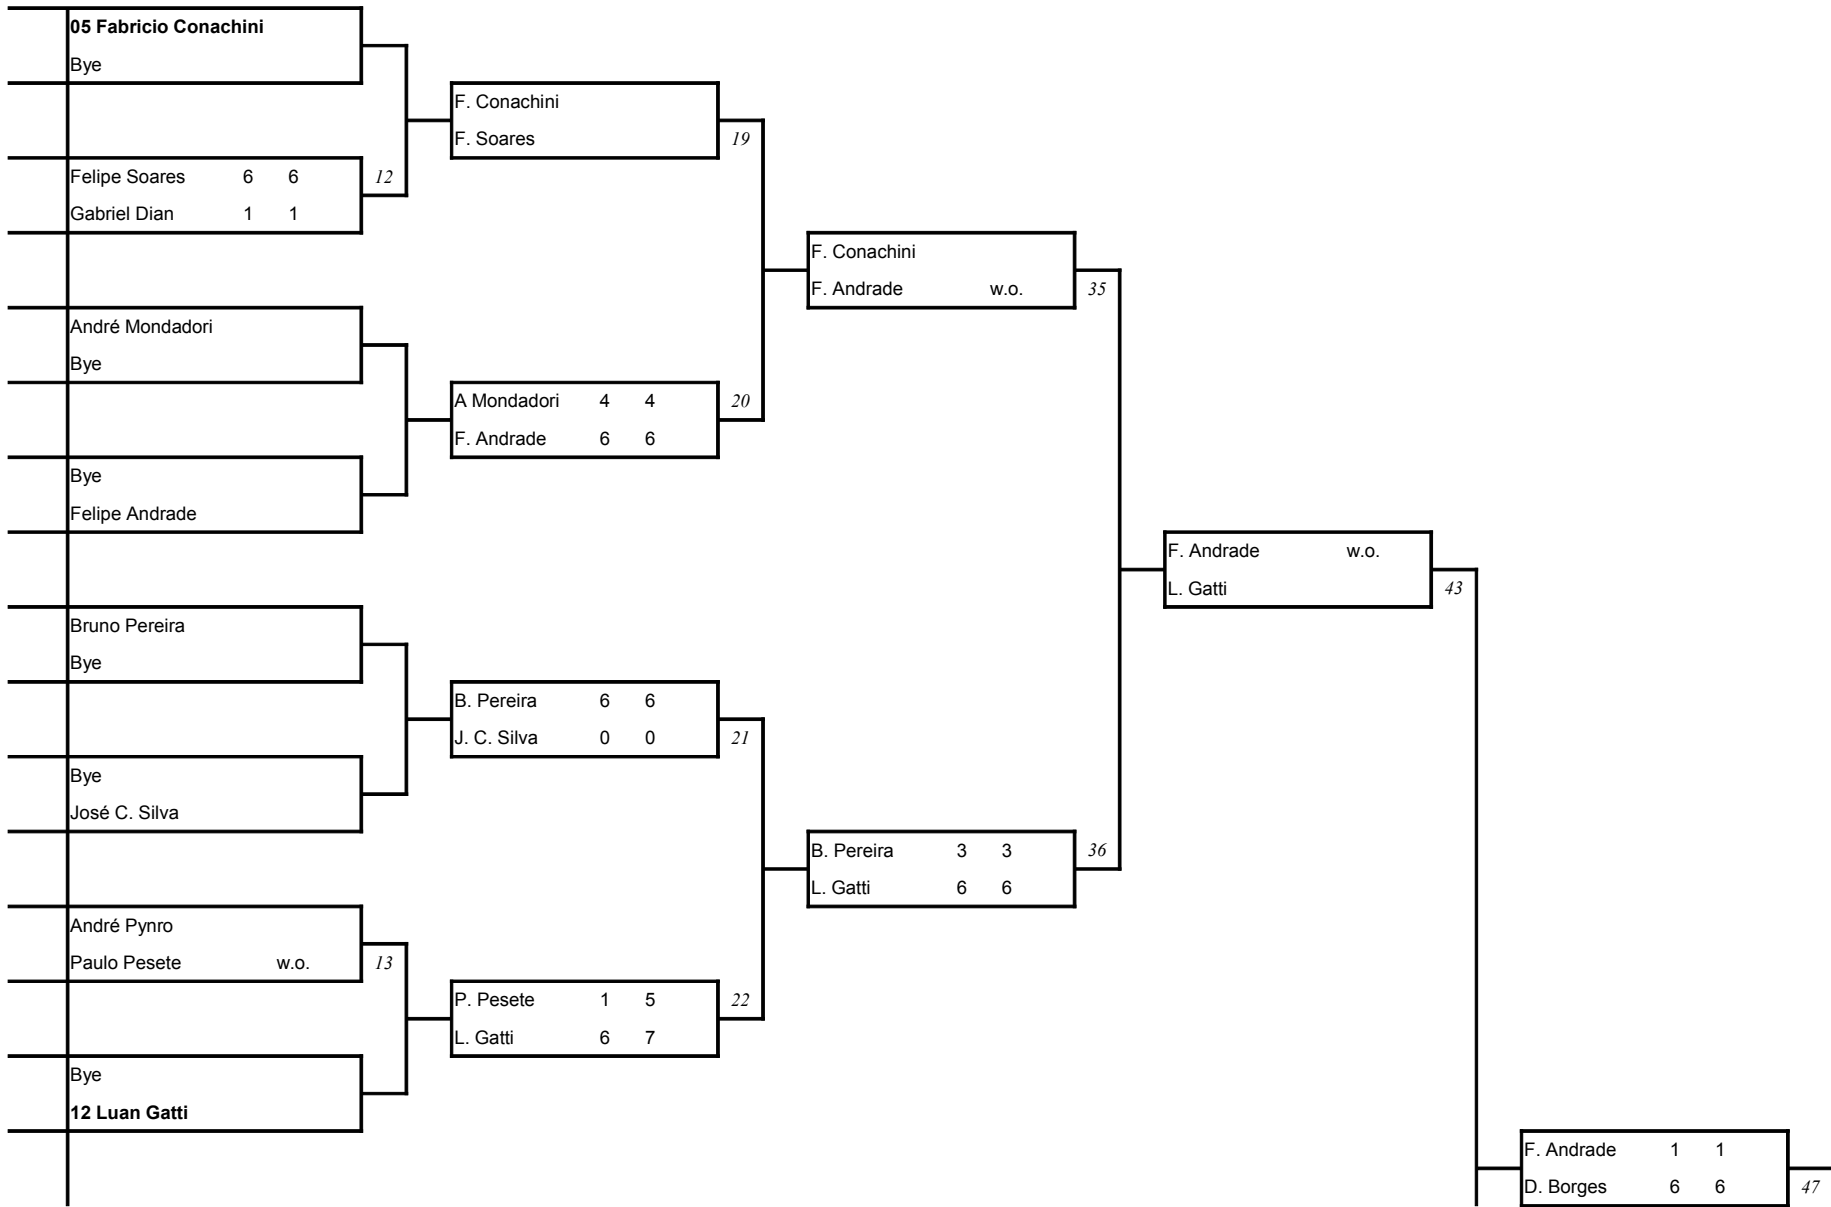 05 Fabricio Conachini
Bye
F. Conachini
F. Soares 19
Felipe Soares 6 6 12
Gabriel Dian 1 1
F. Conachini
F. Andrade w.o. 35
André Mondadori
Bye
A Mondadori 4 4 20
F. Andrade 6 6
Bye
Felipe Andrade
F. Andrade w.o.
L. Gatti 43
Bruno Pereira
Bye
B. Pereira 6 6
J. C. Silva 0 0 21
Bye
José C. Silva
B. Pereira 3 3 36
L. Gatti 6 6
André Pynro
Paulo Pesete w.o. 13
P. Pesete 1 5 22
L. Gatti 6 7
Bye
12 Luan Gatti
F. Andrade 1 1
D. Borges 6 6 47